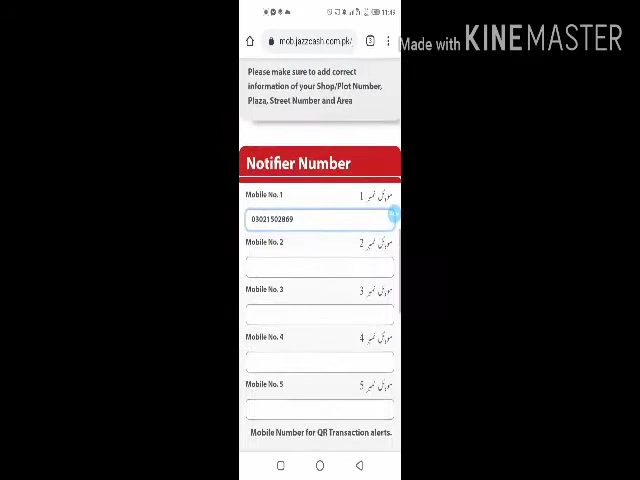 11:49
mob.jazzcash.com.pk/
3
Made with KINEMASTER
Please make sure to add correct
information of your Shop/Plot Number,
Plaza, Street Number and Area
Notifier Number
Mobile No. 1 موبائل نمبر 1
03021502869
Mobile No. 2 موبائل نمبر 2
Mobile No. 3 موبائل نمبر 3
Mobile No. 4 موبائل نمبر 4
Mobile No. 5 موبائل نمبر 5
Mobile Number for QR Transaction alerts.